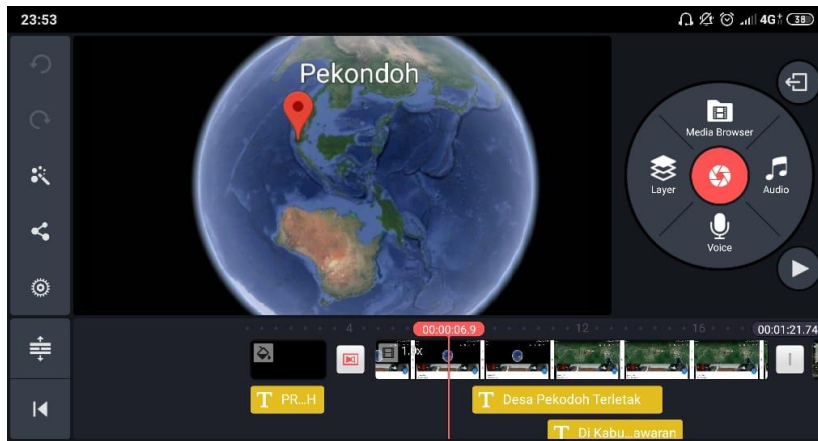 23:53
4G
38
Pekondoh
Media Browser
Layer
Audio
Voice
4
00:00:06.9
12
16
00:01:21.74
1.0x
T PR...H
T Desa Pekodoh Terletak
T Di Kabu...awaran